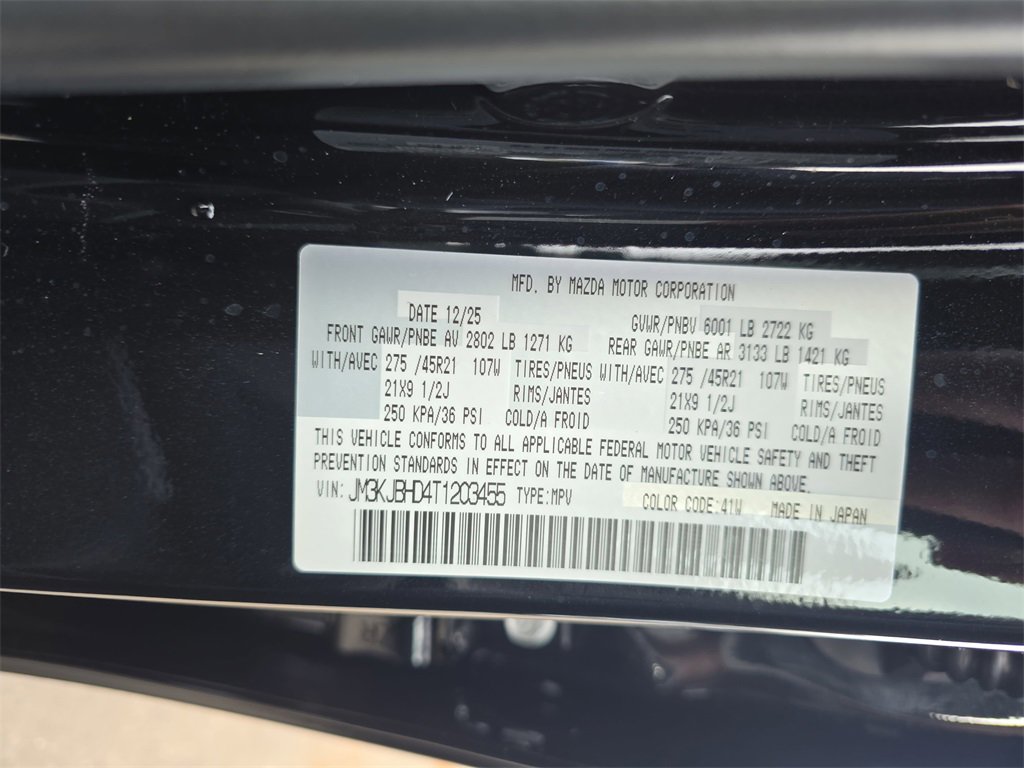 MFD. BY MAZDA MOTOR CORPORATION
DATE 12/25 GVWR/PNBV 6001 LB 2722 KG
FRONT GAWR/PNBE AV 2802 LB 1271 KG REAR GAWR/PNBE AR 3133 LB 1421 KG
WITH/AVEC 275 /45R21 107W TIRES/PNEUS WITH/AVEC 275 /45R21 107W TIRES/PNEUS
21X9 1/2J RIMS/JANTES 21X9 1/2J RIMS/JANTES
250 KPA/36 PSI COLD/A FROID 250 KPA/36 PSI COLD/A FROID
THIS VEHICLE CONFORMS TO ALL APPLICABLE FEDERAL MOTOR VEHICLE SAFETY AND THEFT
PREVENTION STANDARDS IN EFFECT ON THE DATE OF MANUFACTURE SHOWN ABOVE.
VIN: JM3KJBHD4T1203455 TYPE:MPV COLOR CODE:41W MADE IN JAPAN